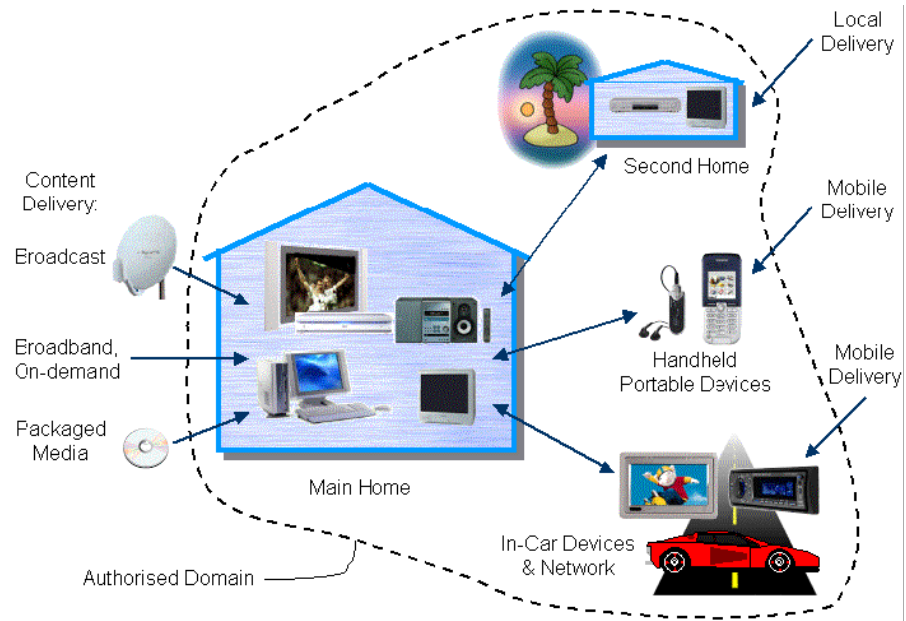 Local
Delivery
Second Home
Content
Delivery:
Broadcast
Mobile
Delivery
Broadband,
On-demand
Handheld
Portable Devices
Mobile
Delivery
Packaged
Media
Main Home
In-Car Devices
& Network
Authorised Domain